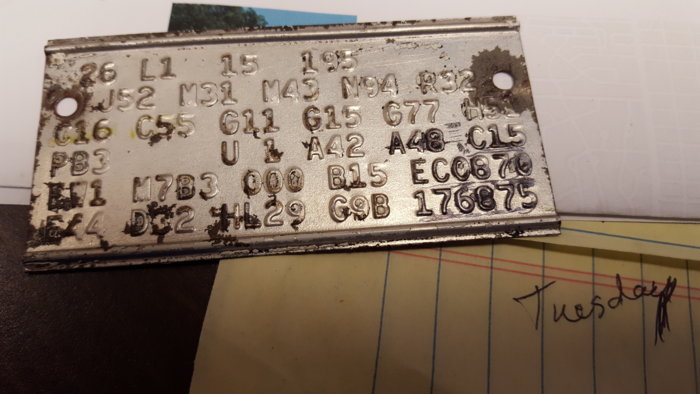 26 L1 15 195
J52 M31 M43 N94 R32
C16 C55 G11 G15 G77
PB3 U 1 A42 A48 C15
M7B3 000 B15 EC0870
HL29 G9B 176875
Tuesday